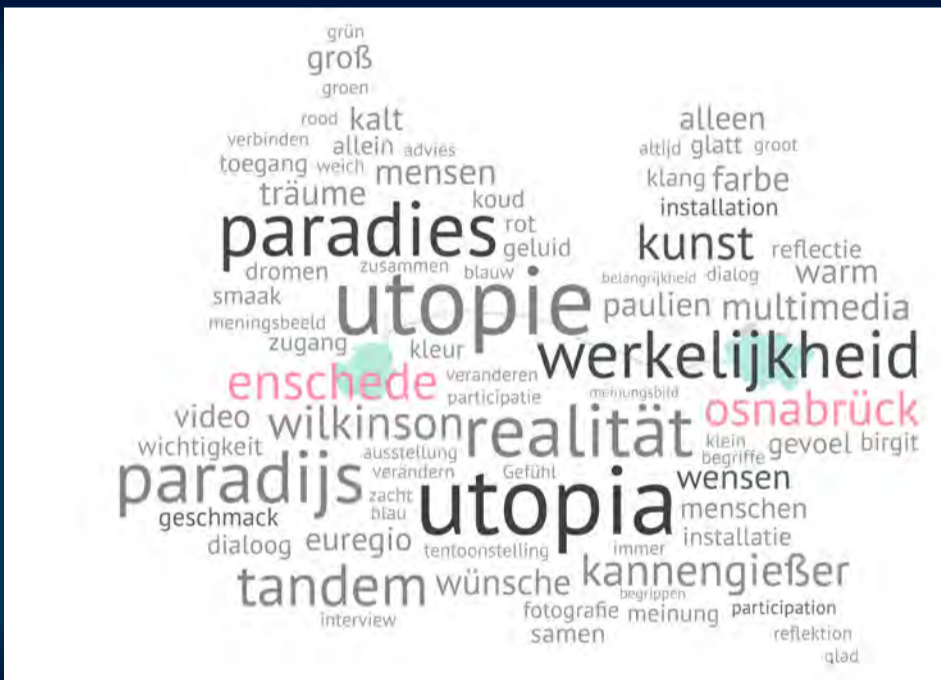 grün
groß
groen
rood kalt
alleen
verbinden allein advies
altijd glatt groot
toegang weich mensen
klang farbe
träume koud
installation
paradies rot
geluid
kunst reflectie
dromen zusammen blauw
belangrijkheid dialog warm
smaak utopie paulien multimedia
meningsbeeld
zugang kleur
werkelijkheid
enschede veranderen
participatie
meinungsbild
osnabrück
video wilkinson realität
wichtigkeit ausstellung
klein gevoel birgit
begriffe
paradijs verändern Gefühl
wensen
zacht utopia
geschmack blau
menschen
dialoog euregio tentoonstelling
immer installatie
tandem wünsche kannengießer
begrippen
interview
fotografie meinung participation
samen reflektion
glad